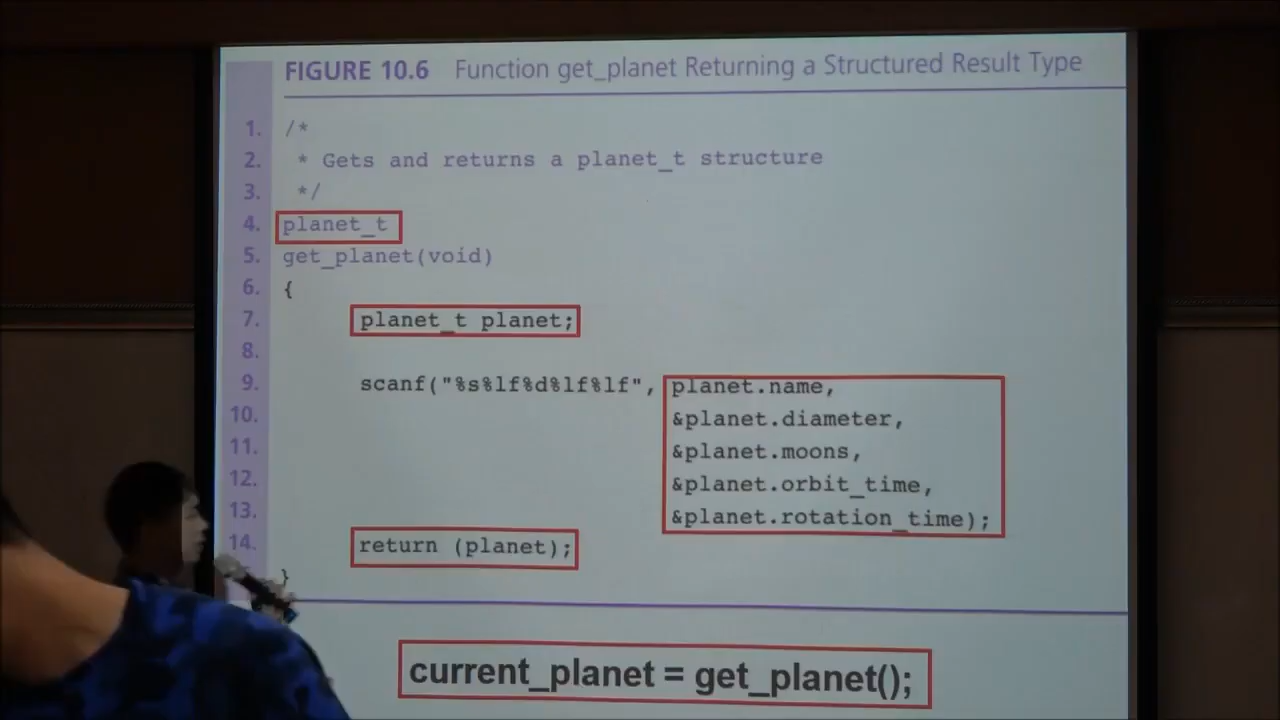 FIGURE 10.6 Function get_planet Returning a Structured Result Type
1. /*
2. * Gets and returns a planet_t structure
3. */
4. planet_t
5. get_planet(void)
6. {
7. planet_t planet;
8.
9. scanf("%s%lf%d%lf%lf", planet.name,
10. &planet.diameter,
11. &planet.moons,
12. &planet.orbit_time,
13. &planet.rotation_time);
14. return (planet);
}
current_planet = get_planet();